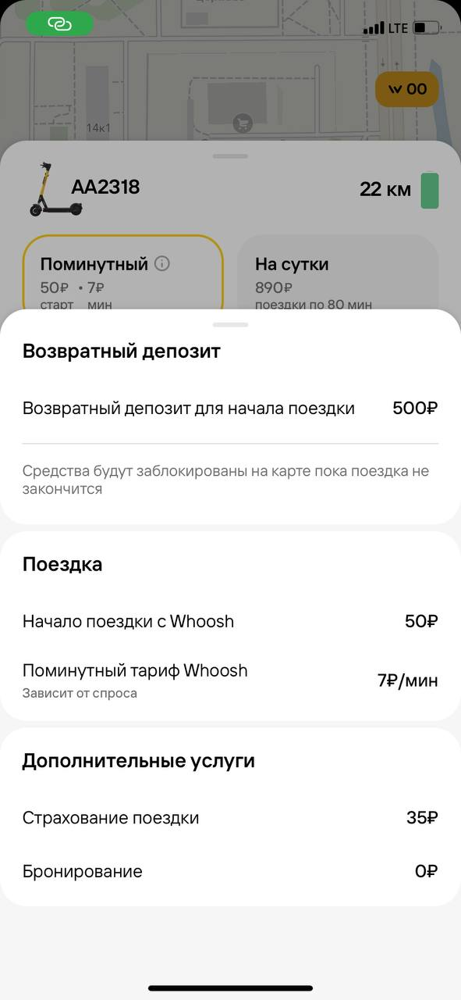 LTE
00
14к1
AA2318
22 км
Поминутный
На сутки
50₽ • 7₽
890₽
старт мин
поездки по 80 мин
Возвратный депозит
Возвратный депозит для начала поездки 500₽
Средства будут заблокированы на карте пока поездка не
закончится
Поездка
Начало поездки с Whoosh 50₽
Поминутный тариф Whoosh 7₽/мин
Зависит от спроса
Дополнительные услуги
Страхование поездки 35₽
Бронирование 0₽